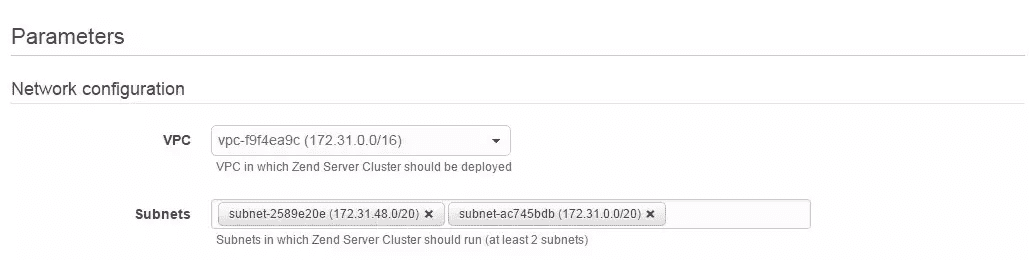 Parameters
Network configuration
VPC vpc-f9f4ea9c (172.31.0.0/16)
VPC in which Zend Server Cluster should be deployed
Subnets subnet-2589e20e (172.31.48.0/20) × subnet-ac745bdb (172.31.0.0/20) ×
Subnets in which Zend Server Cluster should run (at least 2 subnets)